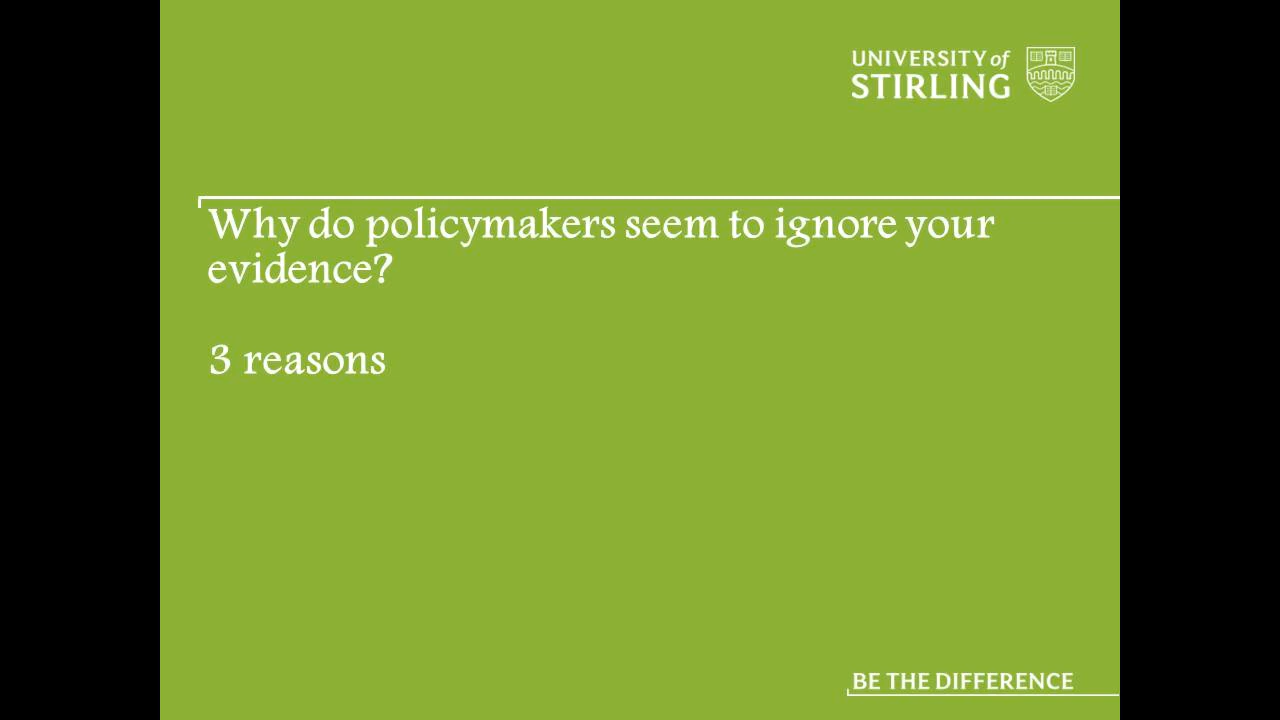 UNIVERSITY of
STIRLING
Why do policymakers seem to ignore your
evidence?
3 reasons
BE THE DIFFERENCE